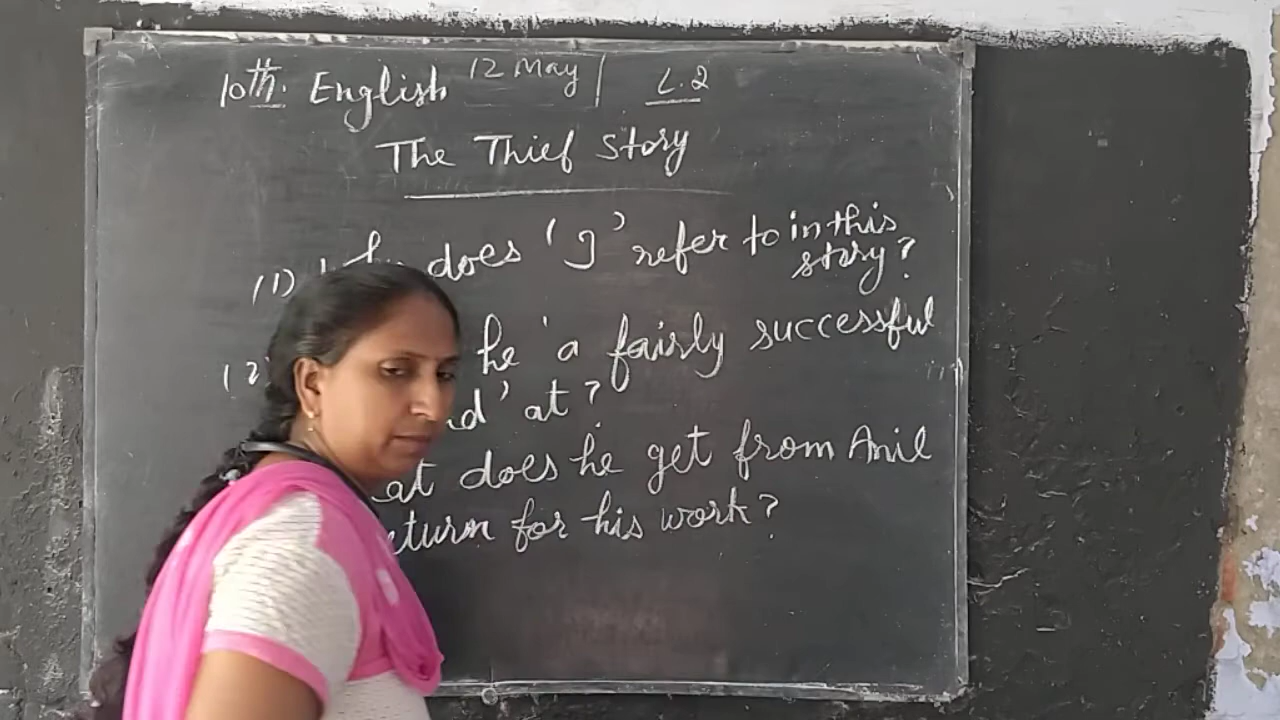 10th. English 12 May L.2
The Thief Story
(1) does 'I' refer to in this
story?
(2) he 'a fairly successful
at?
does he get from Anil
for his work?